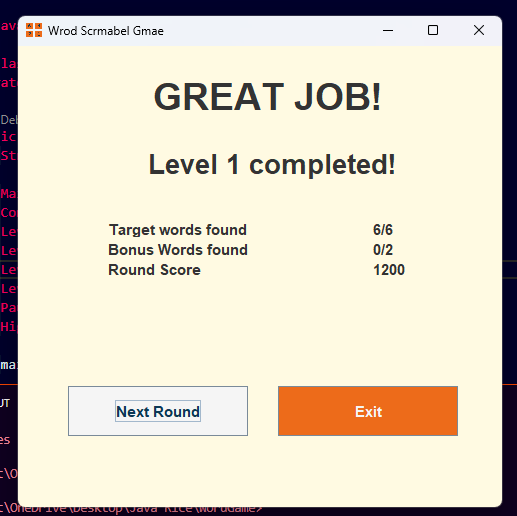 Wrod Scrmabel Gmae
GREAT JOB!
Level 1 completed!
Target words found 6/6
Bonus Words found 0/2
Round Score 1200
Next Round Exit